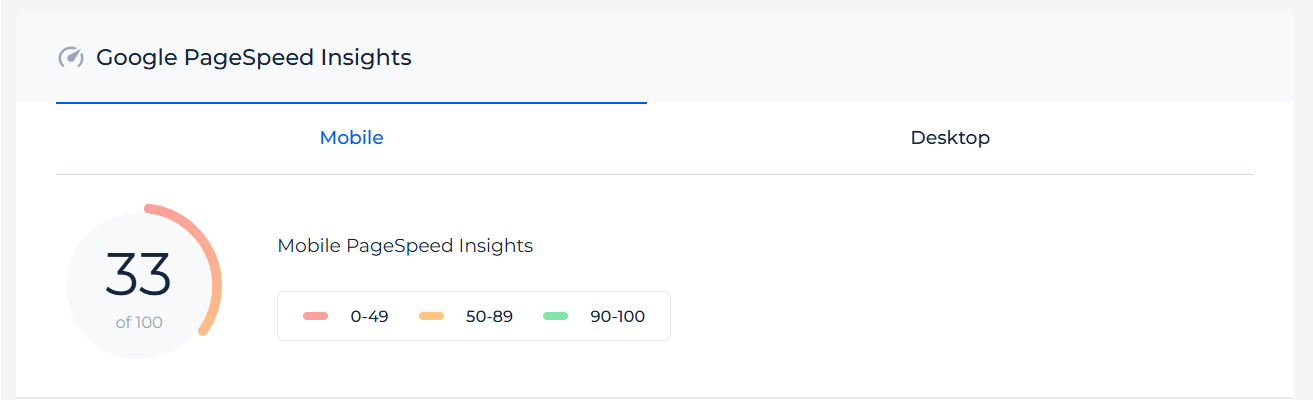 Google PageSpeed Insights
Mobile
Desktop
33
of 100
Mobile PageSpeed Insights
0-49 50-89 90-100